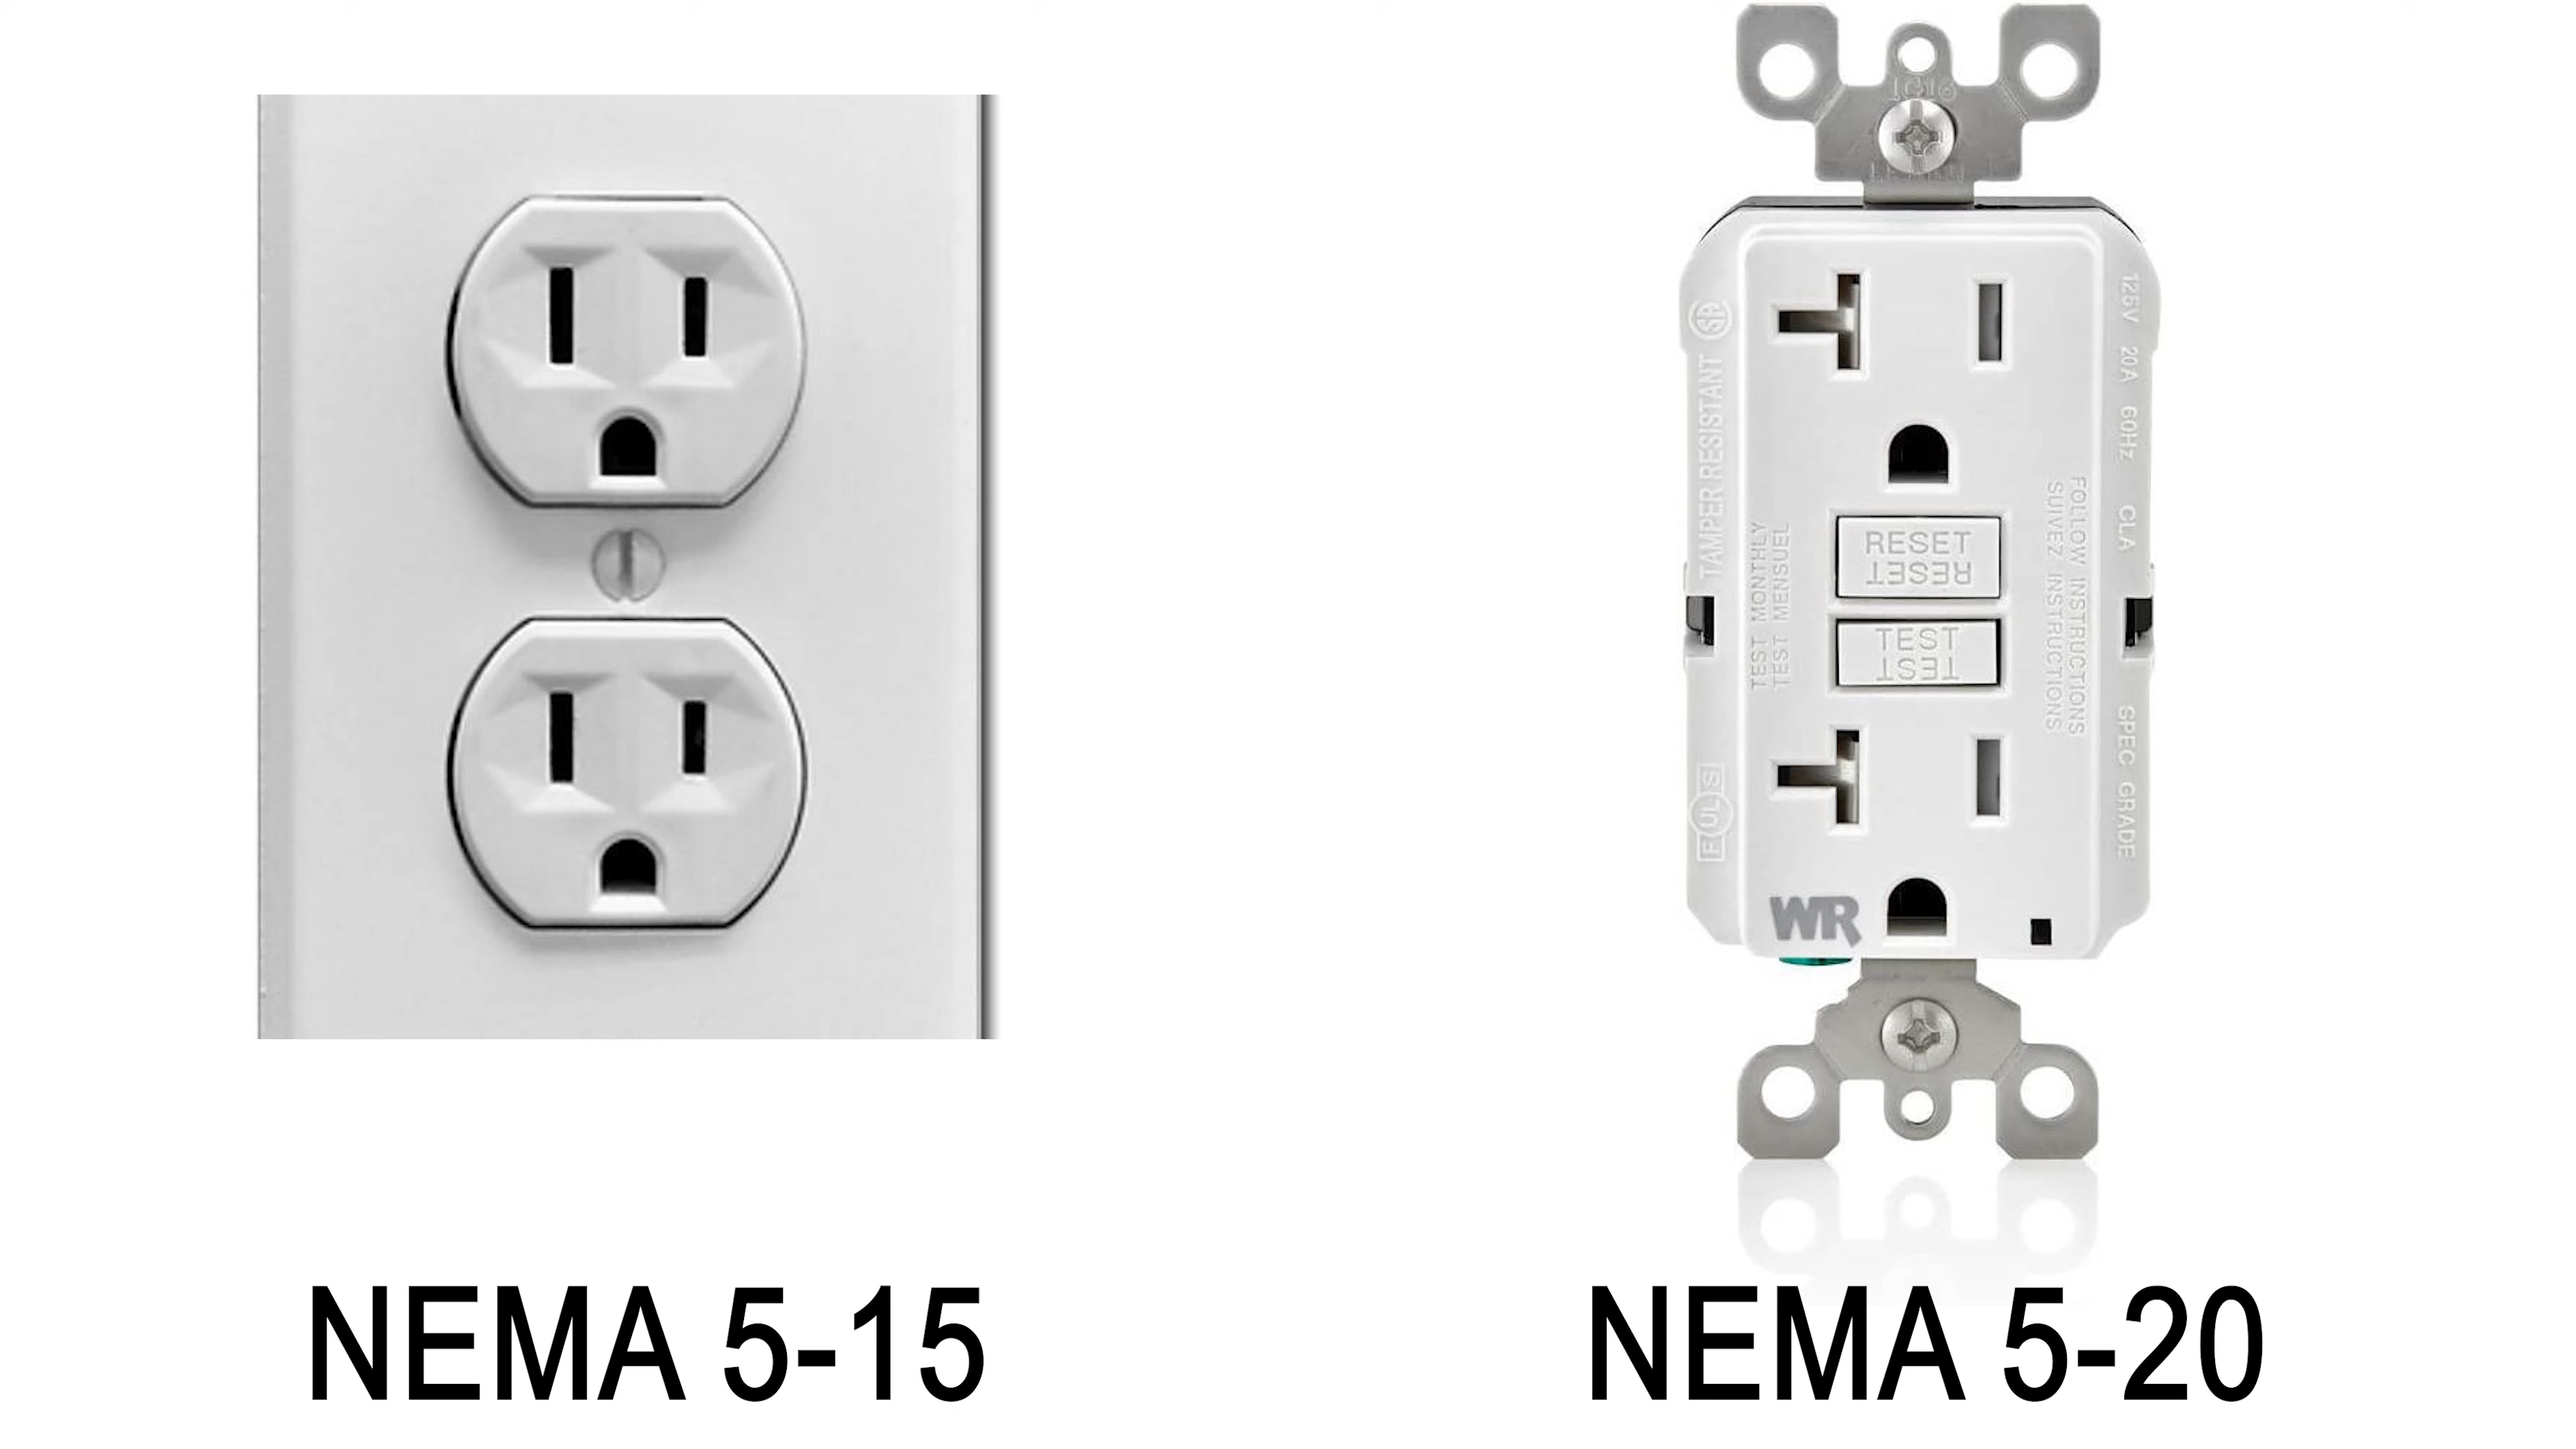 125V 20A 60Hz CLA SPEC GRADE
TAMPER RESISTANT
TEST MONTHLY
TEST MENSUEL
FOLLOW INSTRUCTIONS
SUIVEZ INSTRUCTIONS
RESET
RESET
TEST
TEST
WR
NEMA 5-15
NEMA 5-20